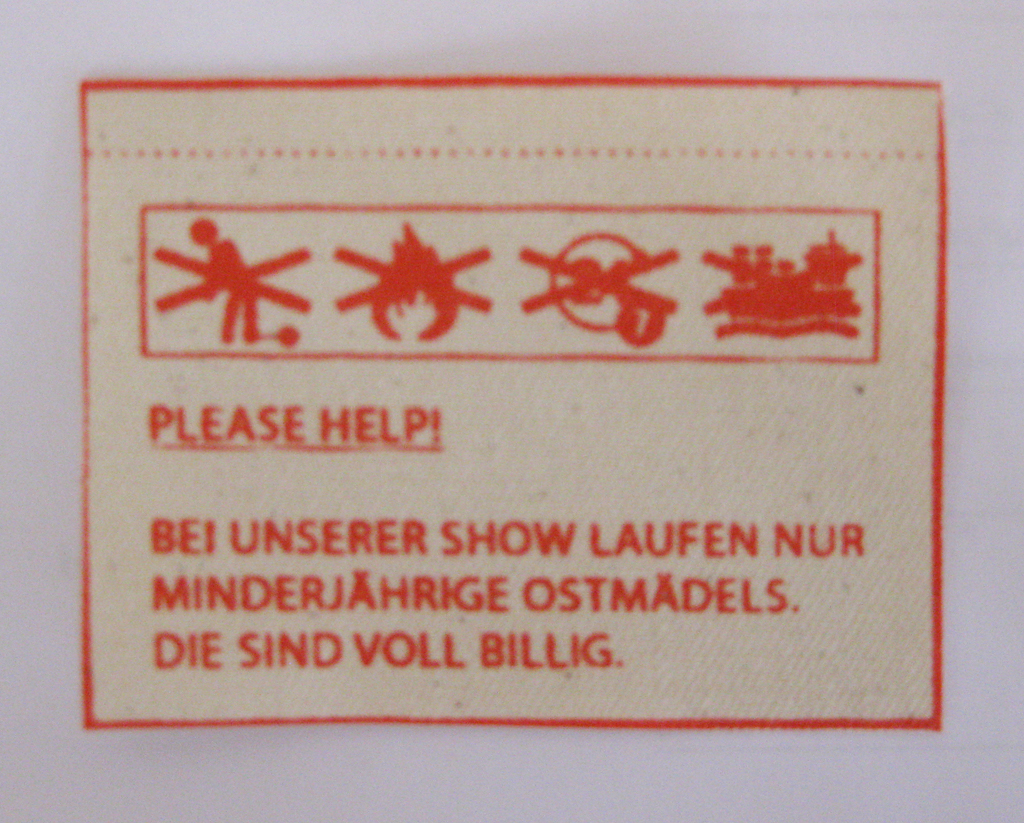 PLEASE HELP!
BEI UNSERER SHOW LAUFEN NUR
MINDERJÄHRIGE OSTMÄDELS.
DIE SIND VOLL BILLIG.